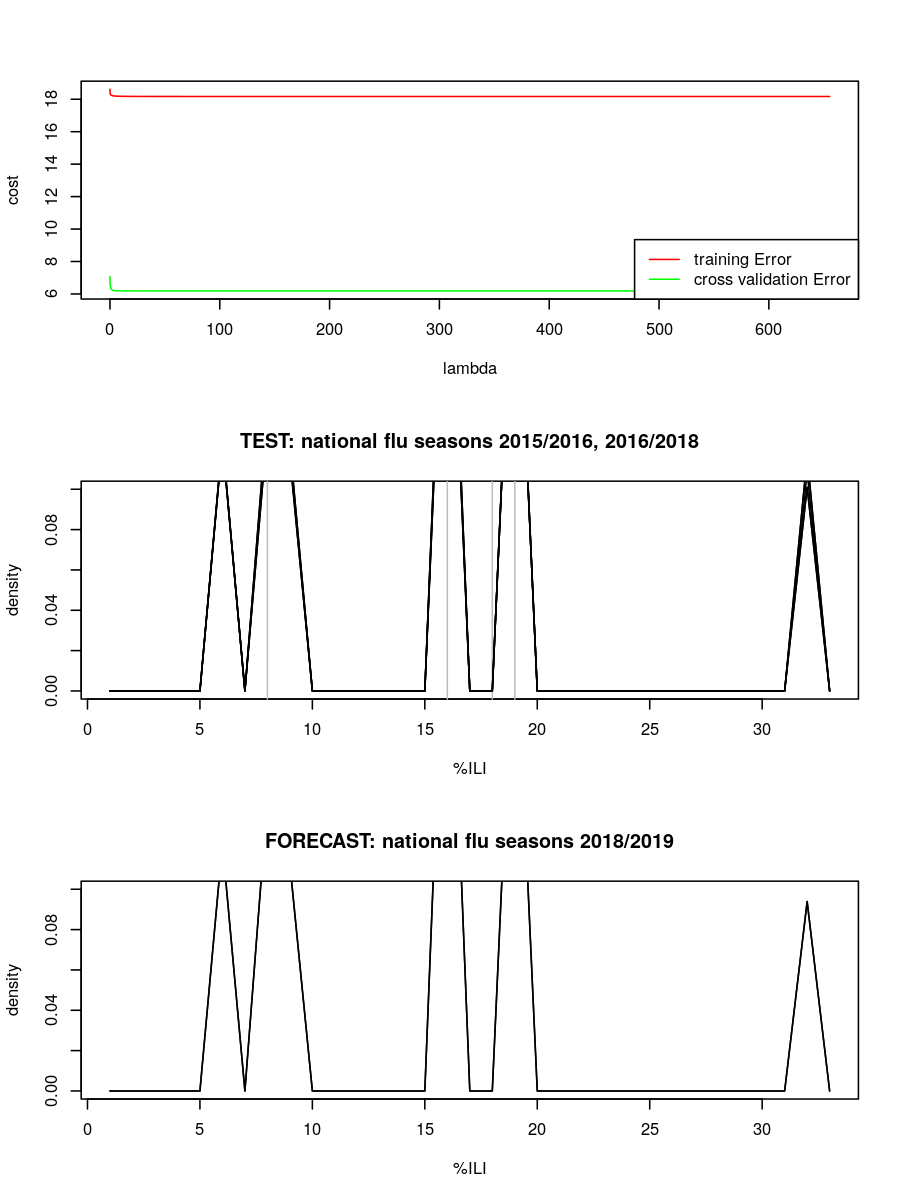 cost
18
16
14
12
10
8
6
training Error
cross validation Error
0 100 200 300 400 500 600
lambda
TEST: national flu seasons 2015/2016, 2016/2018
density
0.08
0.04
0.00
0 5 10 15 20 25 30
%ILI
FORECAST: national flu seasons 2018/2019
density
0.08
0.04
0.00
0 5 10 15 20 25 30
%ILI